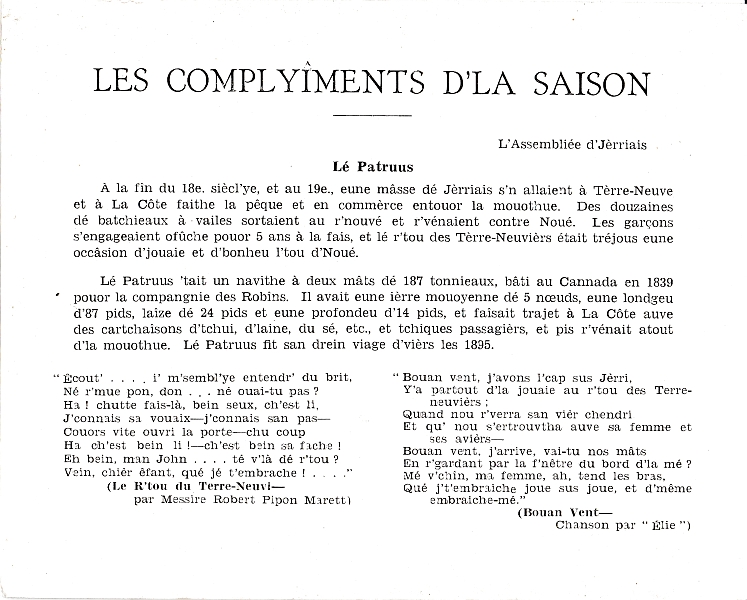 LES COMPLYÎMENTS D'LA SAISON
L'Assembliée d'Jèrriais
Lé Patruus
À la fin du 18e. siècl'ye, et au 19e., eune mâsse dé Jèrriais s'n allaient à Tèrre-Neuve
et à La Côte faithe la pêque et en commèrce entouor la mouothue. Des douzaines
dé batchieaux à vailes sortaient au r'nouvé et r'vénaient contre Noué. Les garçons
s'engageaient ofûche pouor 5 ans à la fais, et lé r'tou des Tèrre-Neuvièrs était tréjous eune
occâsion d'jouaie et d'bonheu l'tou d'Noué.
Lé Patruus 'tait un navithe à deux mâts dé 187 tonnieaux, bâti au Cannada en 1839
pouor la compangnie des Robins. Il avait eune ièrre mouoyenne dé 5 nœuds, eune londgeu
d'87 pids, laize dé 24 pids et eune profondeu d'14 pids, et faisait trajet à La Côte auve
des cartchaisons d'tchui, d'laine, du sé, etc., et tchiques passagièrs, et pis r'vénait atout
d'la mouothue. Lé Patruus fit san drein viage d'vièrs les 1895.
"Écout' . . . . i' m'sembl'ye entendr' du brit,
Né r'mue pon, don . . . né ouai-tu pas ?
Ha ! chutte fais-là, bein seux, ch'est li,
J'connais sa vouaix—j'connais san pas—
Couors vite ouvri la porte—chu coup
Ha ch'est bein li !—ch'est bein sa fache !
Eh bein, man John . . . . té v'là dé r'tou ?
Vein, chièr êfant, qué jé t'embrache ! . . . ."
(Le R'tou du Terre-Neuvi—
par Messire Robert Pipon Marett)
"Bouan vent, j'avons l'cap sus Jèrri,
Y'a partout d'la jouaie au r'tou des Terre-
neuvièrs ;
Quand nou r'verra san vièr chendri
Et qu' nou s'ertrouvtha auve sa femme et
ses avièrs—
Bouan vent, j'arrive, vai-tu nos mâts
En r'gardant par la f'nêtre du bord d'la mé ?
Mé v'chin, ma femme, ah, tend les bras,
Qué j't'embraiche joue sus joue, et d'même
embraiche-mé."
(Bouan Vent—
Chanson par "Élie")